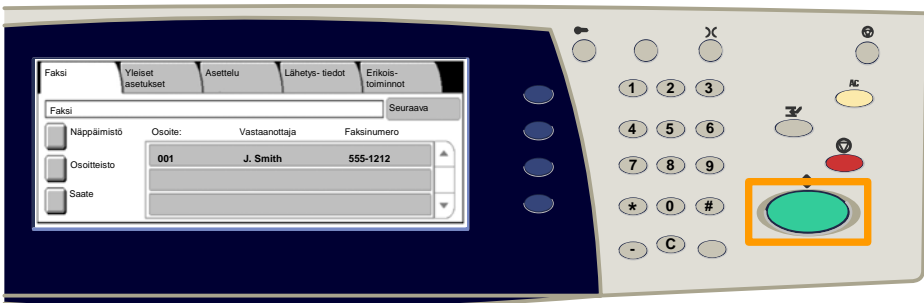 Faksi
Yleiset asetukset
Asettelu
Lähetys- tiedot
Erikois- toiminnot
Faksi
Seuraava
Näppäimistö
Osoitteisto
Saate
Osoite: Vastaanottaja Faksinumero
001 J. Smith 555-1212
AC
1 2 3
4 5 6
7 8 9
* 0 #
- C